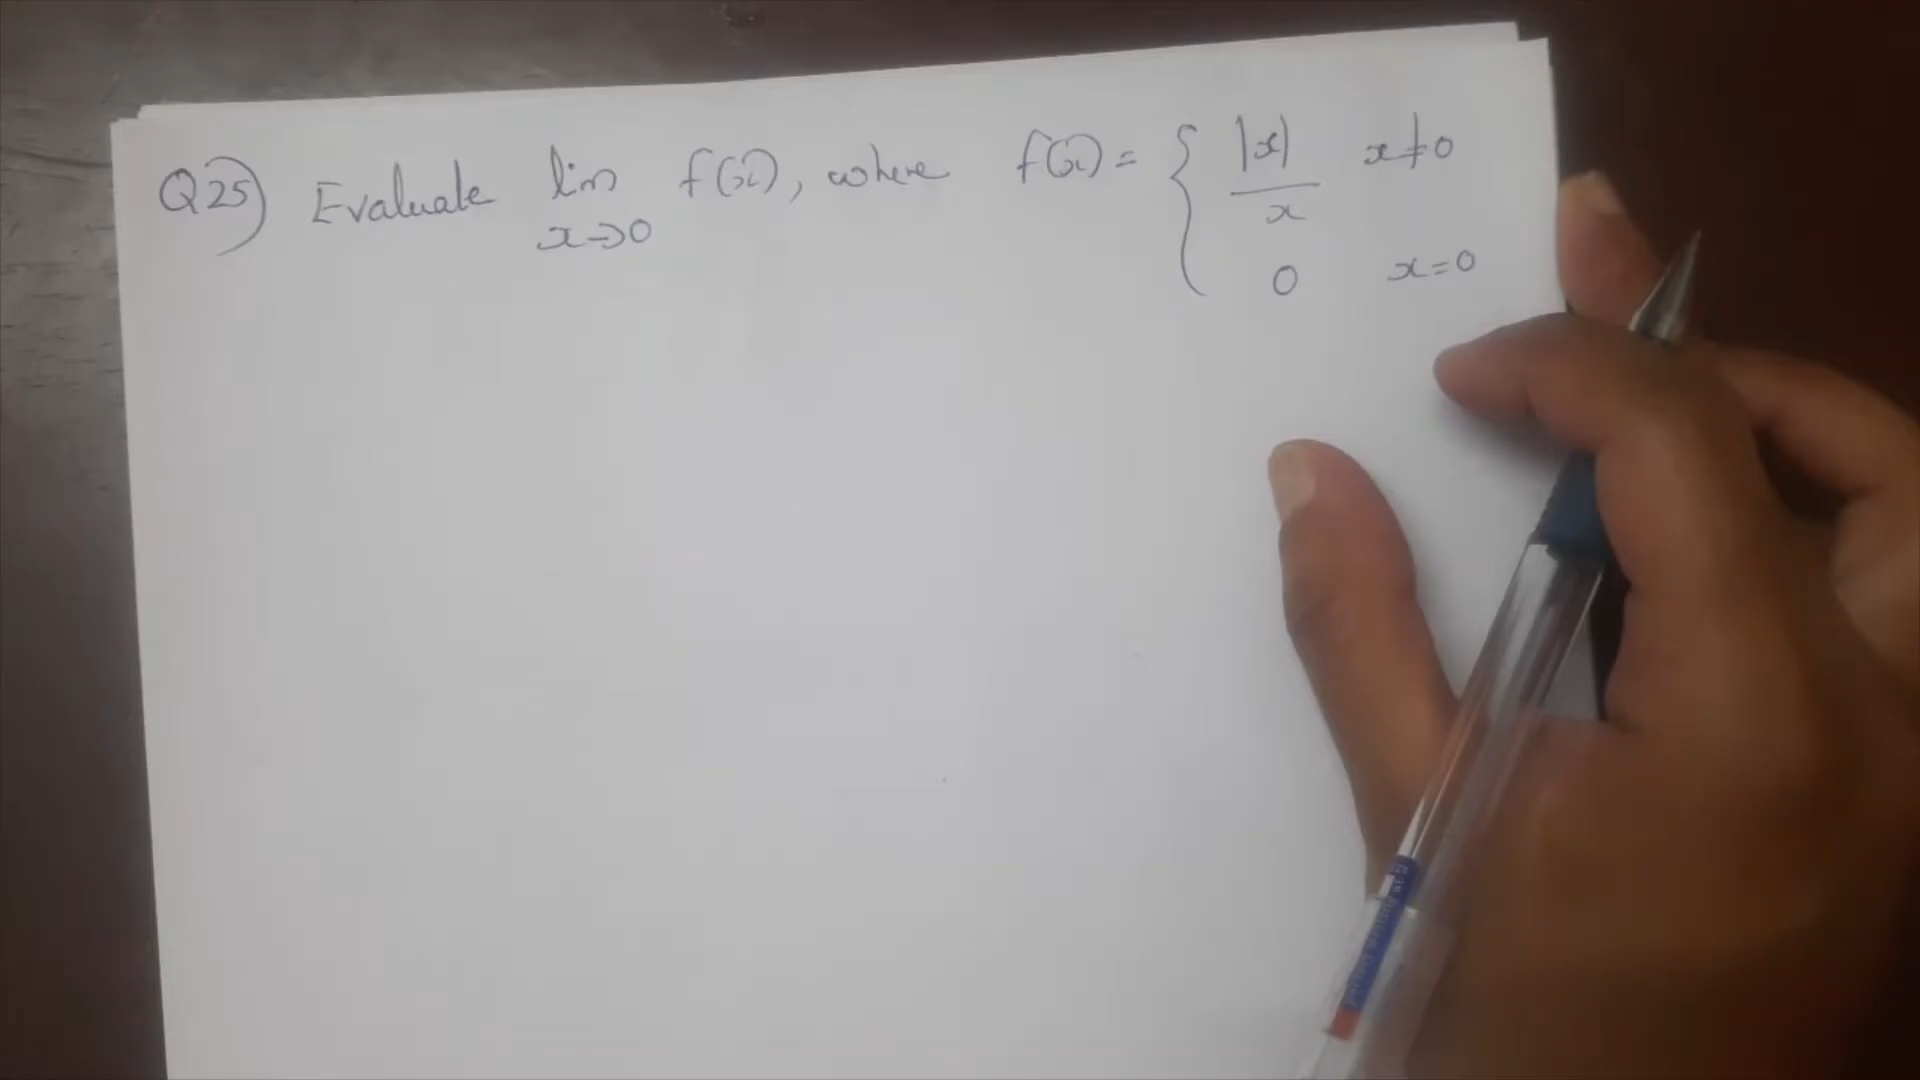 Q25) Evaluate lim x→0 f(x), where f(x) = { |x|/x x≠0
0 x=0